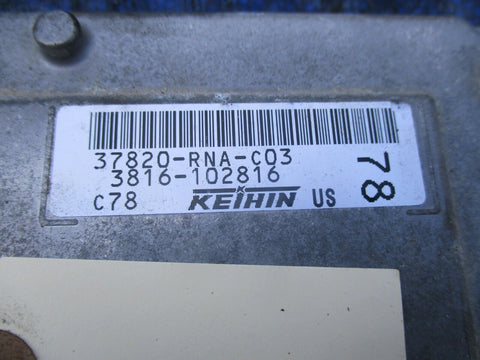 37820-RNA-C03
3816-102816
C78 KEIHIN US
78